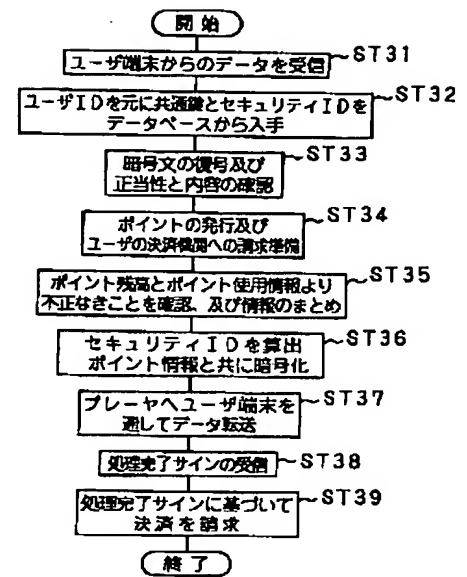 開始
ユーザ端末からのデータを受信
ST31
ユーザIDを元に共通鍵とセキュリティIDを
データベースから入手
ST32
暗号文の復号及び
正当性と内容の確認
ST33
ポイントの発行及び
ユーザの決済機関への請求準備
ST34
ポイント残高とポイント使用情報より
不正なきことを確認、及び情報のまとめ
ST35
セキュリティIDを算出
ポイント情報と共に暗号化
ST36
プレーヤへユーザ端末を
通してデータ転送
ST37
処理完了サインの受信
ST38
処理完了サインに基づいて
決済を請求
ST39
終了